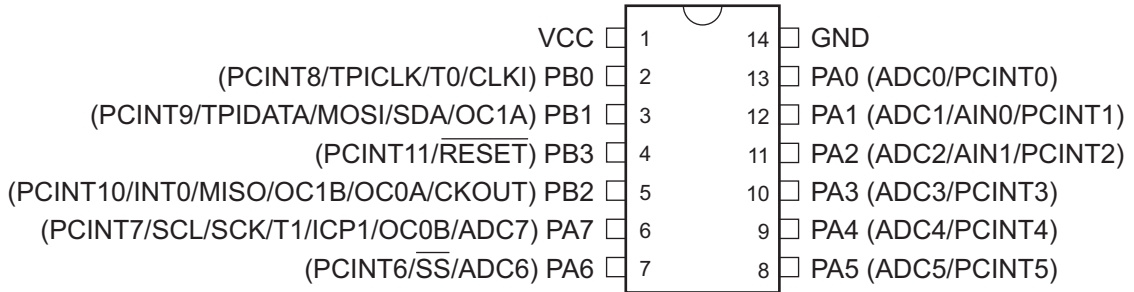 VCC 1 14 GND
(PCINT8/TPICLK/T0/CLKI) PB0 2 13 PA0 (ADC0/PCINT0)
(PCINT9/TPIDATA/MOSI/SDA/OC1A) PB1 3 12 PA1 (ADC1/AIN0/PCINT1)
(PCINT11/RESET) PB3 4 11 PA2 (ADC2/AIN1/PCINT2)
(PCINT10/INT0/MISO/OC1B/OC0A/CKOUT) PB2 5 10 PA3 (ADC3/PCINT3)
(PCINT7/SCL/SCK/T1/ICP1/OC0B/ADC7) PA7 6 9 PA4 (ADC4/PCINT4)
(PCINT6/SS/ADC6) PA6 7 8 PA5 (ADC5/PCINT5)